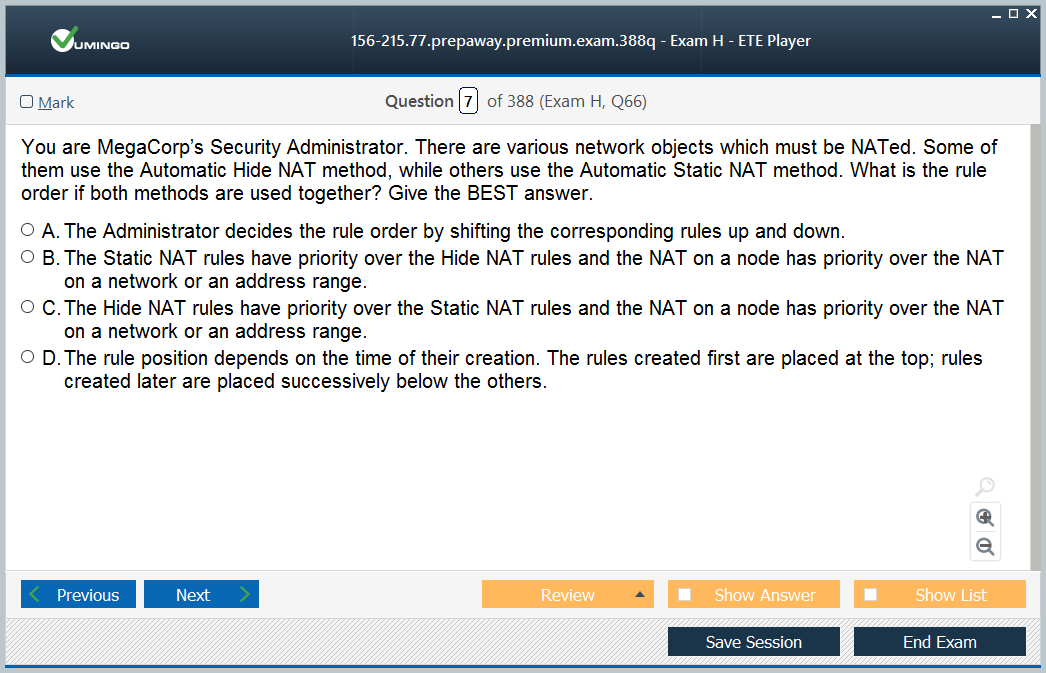 VUMINGO
156-215.77.prepaway.premium.exam.388q - Exam H - ETE Player
Mark
Question 7 of 388 (Exam H, Q66)
You are MegaCorp’s Security Administrator. There are various network objects which must be NATed. Some of
them use the Automatic Hide NAT method, while others use the Automatic Static NAT method. What is the rule
order if both methods are used together? Give the BEST answer.
A. The Administrator decides the rule order by shifting the corresponding rules up and down.
B. The Static NAT rules have priority over the Hide NAT rules and the NAT on a node has priority over the NAT
on a network or an address range.
C. The Hide NAT rules have priority over the Static NAT rules and the NAT on a node has priority over the NAT
on a network or an address range.
D. The rule position depends on the time of their creation. The rules created first are placed at the top; rules
created later are placed successively below the others.
Previous
Next
Review
Show Answer
Show List
Save Session
End Exam